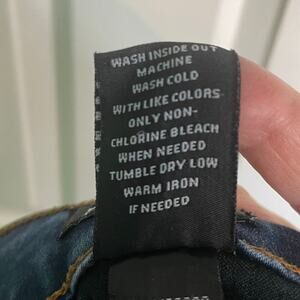 WASH INSIDE OUT
MACHINE
WASH COLD
WITH LIKE COLORS
ONLY NON-
CHLORINE BLEACH
WHEN NEEDED
TUMBLE DRY LOW
WARM IRON
IF NEEDED